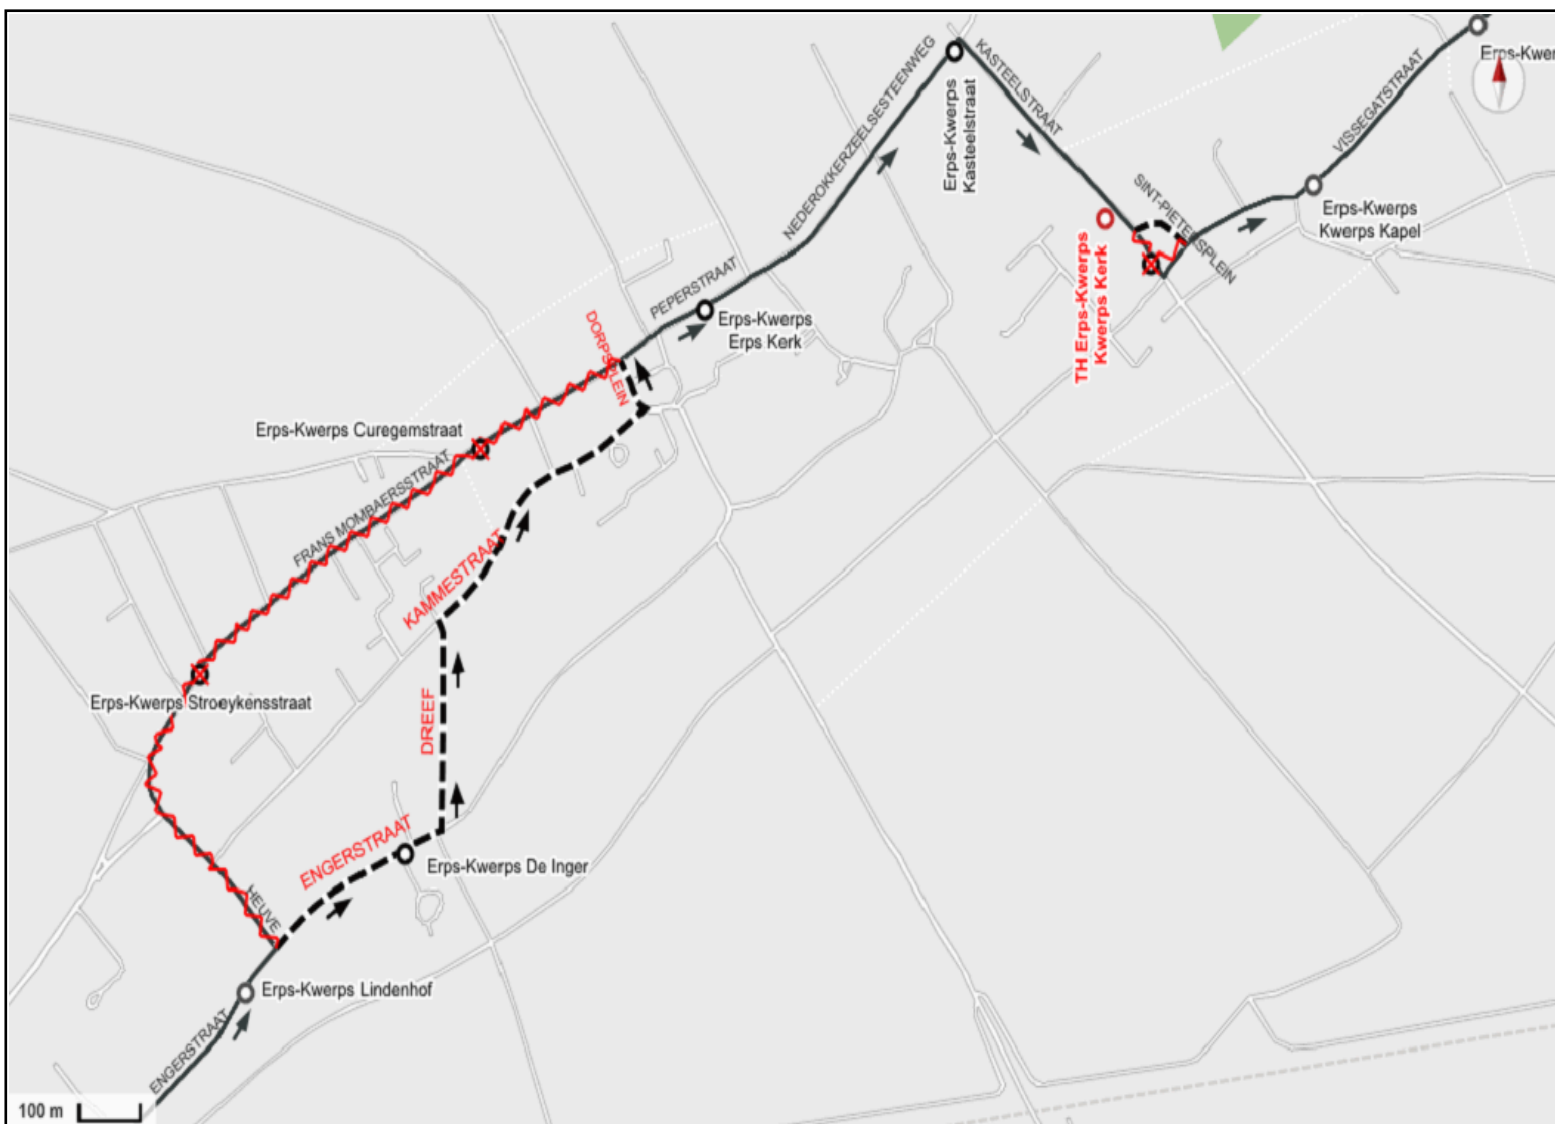 Erps-Kwer
NEDEROKKERZEELSESTEENWEG
KASTEELSTRAAT
VISSEGATSTRAAT
Erps-Kwerps
Kasteelstraat
SINT-PIETERSPLEIN
Erps-Kwerps
Kwerps Kapel
TH Erps-Kwerps
Kwerps Kerk
PEPERSTRAAT
DORPSPLEIN
Erps-Kwerps
Erps Kerk
Erps-Kwerps Curegemstraat
FRANS MOMBAERSSTRAAT
KAMMESTRAAT
Erps-Kwerps Stroeykensstraat
DREEF
ENGERSTRAAT
Erps-Kwerps De Inger
HEUVE
Erps-Kwerps Lindenhof
ENGERSTRAAT
100 m